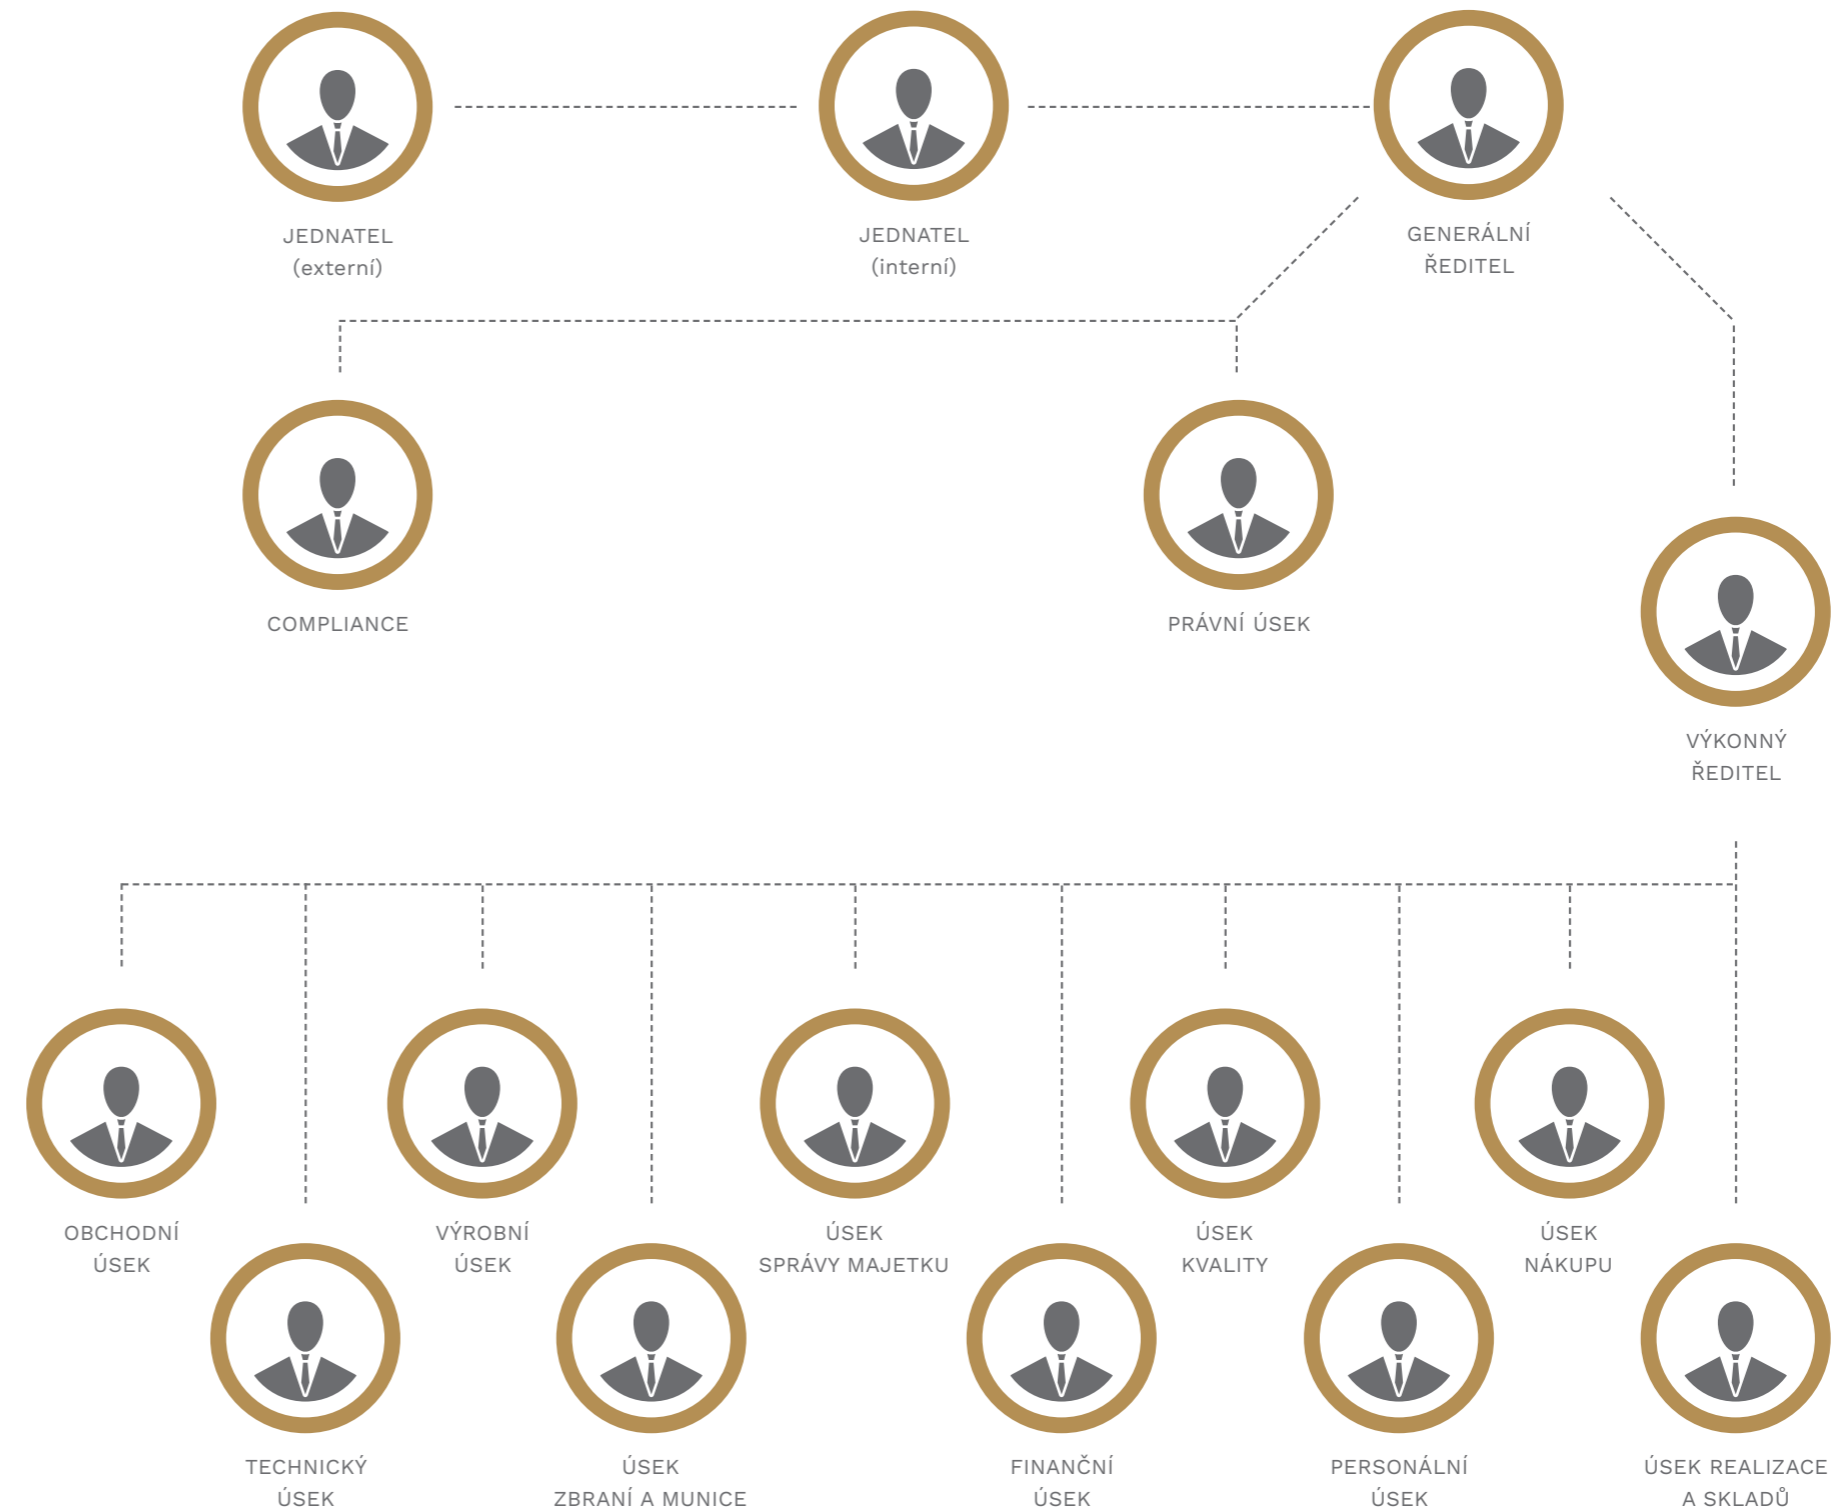 JEDNATEL
(externí)
JEDNATEL
(interní)
GENERÁLNÍ
ŘEDITEL
COMPLIANCE
PRÁVNÍ ÚSEK
VÝKONNÝ
ŘEDITEL
OBCHODNÍ
ÚSEK
VÝROBNÍ
ÚSEK
ÚSEK
SPRÁVY MAJETKU
ÚSEK
KVALITY
ÚSEK
NÁKUPU
TECHNICKÝ
ÚSEK
ÚSEK
ZBRANÍ A MUNICE
FINANČNÍ
ÚSEK
PERSONÁLNÍ
ÚSEK
ÚSEK REALIZACE
A SKLADŮ